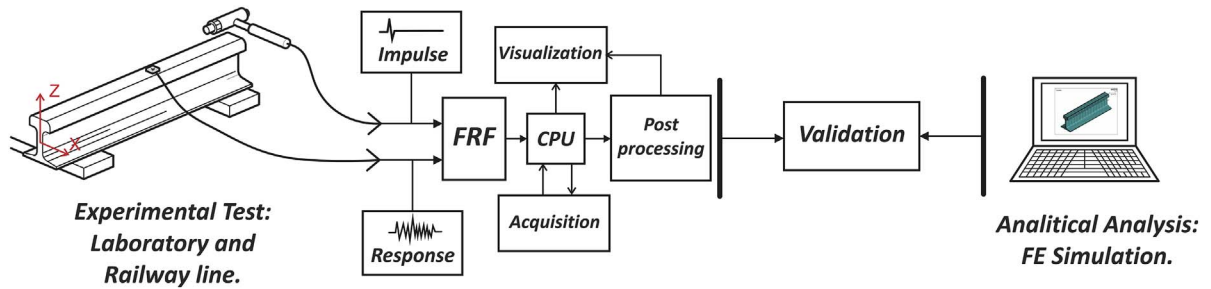 Z
X
Experimental Test:
Laboratory and
Railway line.
Impulse
Response
FRF
Visualization
CPU
Acquisition
Post
processing
Validation
Analitical Analysis:
FE Simulation.